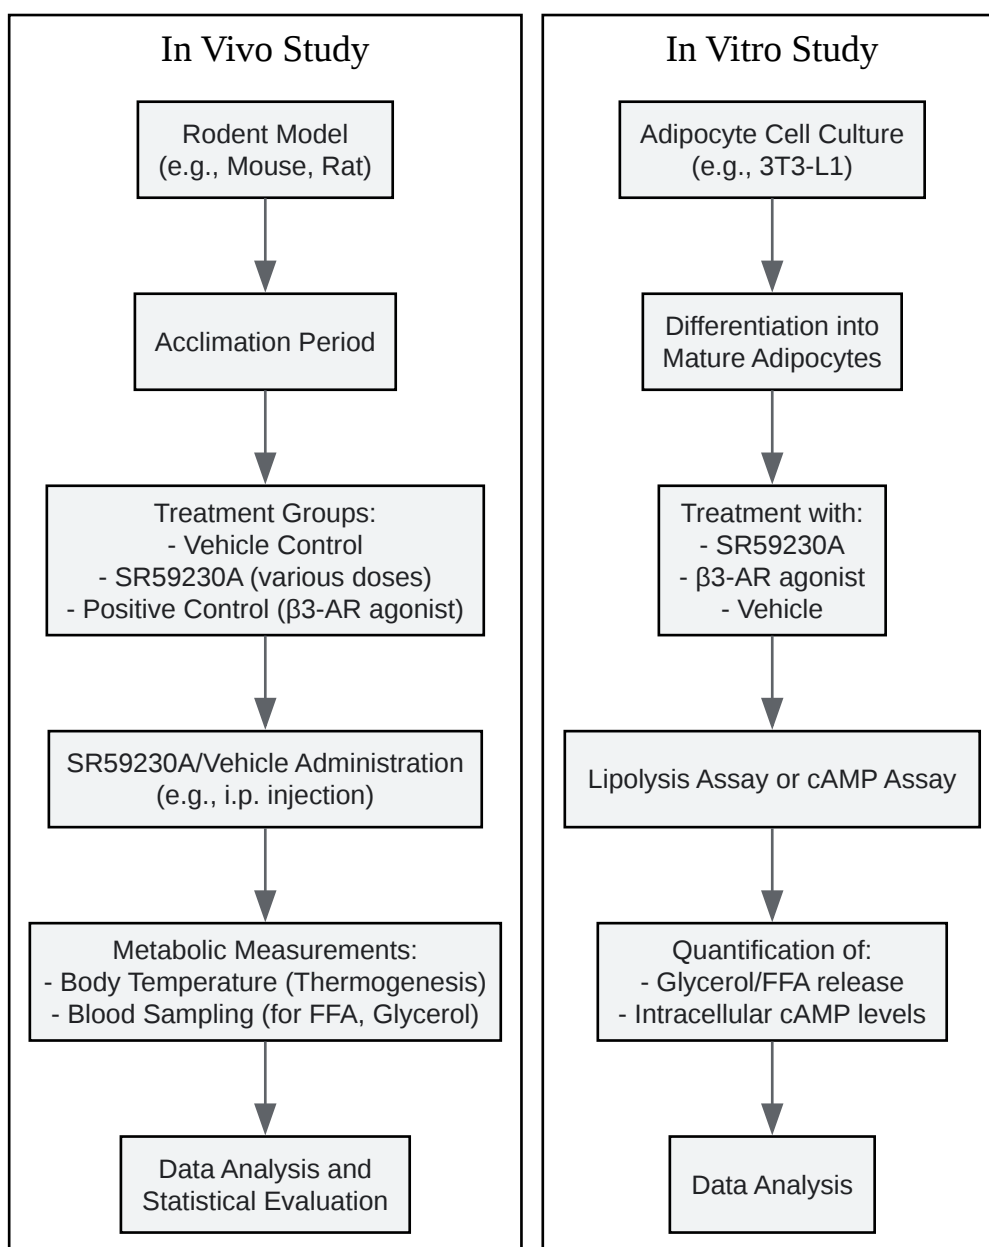 In Vivo Study
Rodent Model
(e.g., Mouse, Rat)
Acclimation Period
Treatment Groups:
- Vehicle Control
- SR59230A (various doses)
- Positive Control (β3-AR agonist)
SR59230A/Vehicle Administration
(e.g., i.p. injection)
Metabolic Measurements:
- Body Temperature (Thermogenesis)
- Blood Sampling (for FFA, Glycerol)
Data Analysis and
Statistical Evaluation
In Vitro Study
Adipocyte Cell Culture
(e.g., 3T3-L1)
Differentiation into
Mature Adipocytes
Treatment with:
- SR59230A
- β3-AR agonist
- Vehicle
Lipolysis Assay or cAMP Assay
Quantification of:
- Glycerol/FFA release
- Intracellular cAMP levels
Data Analysis